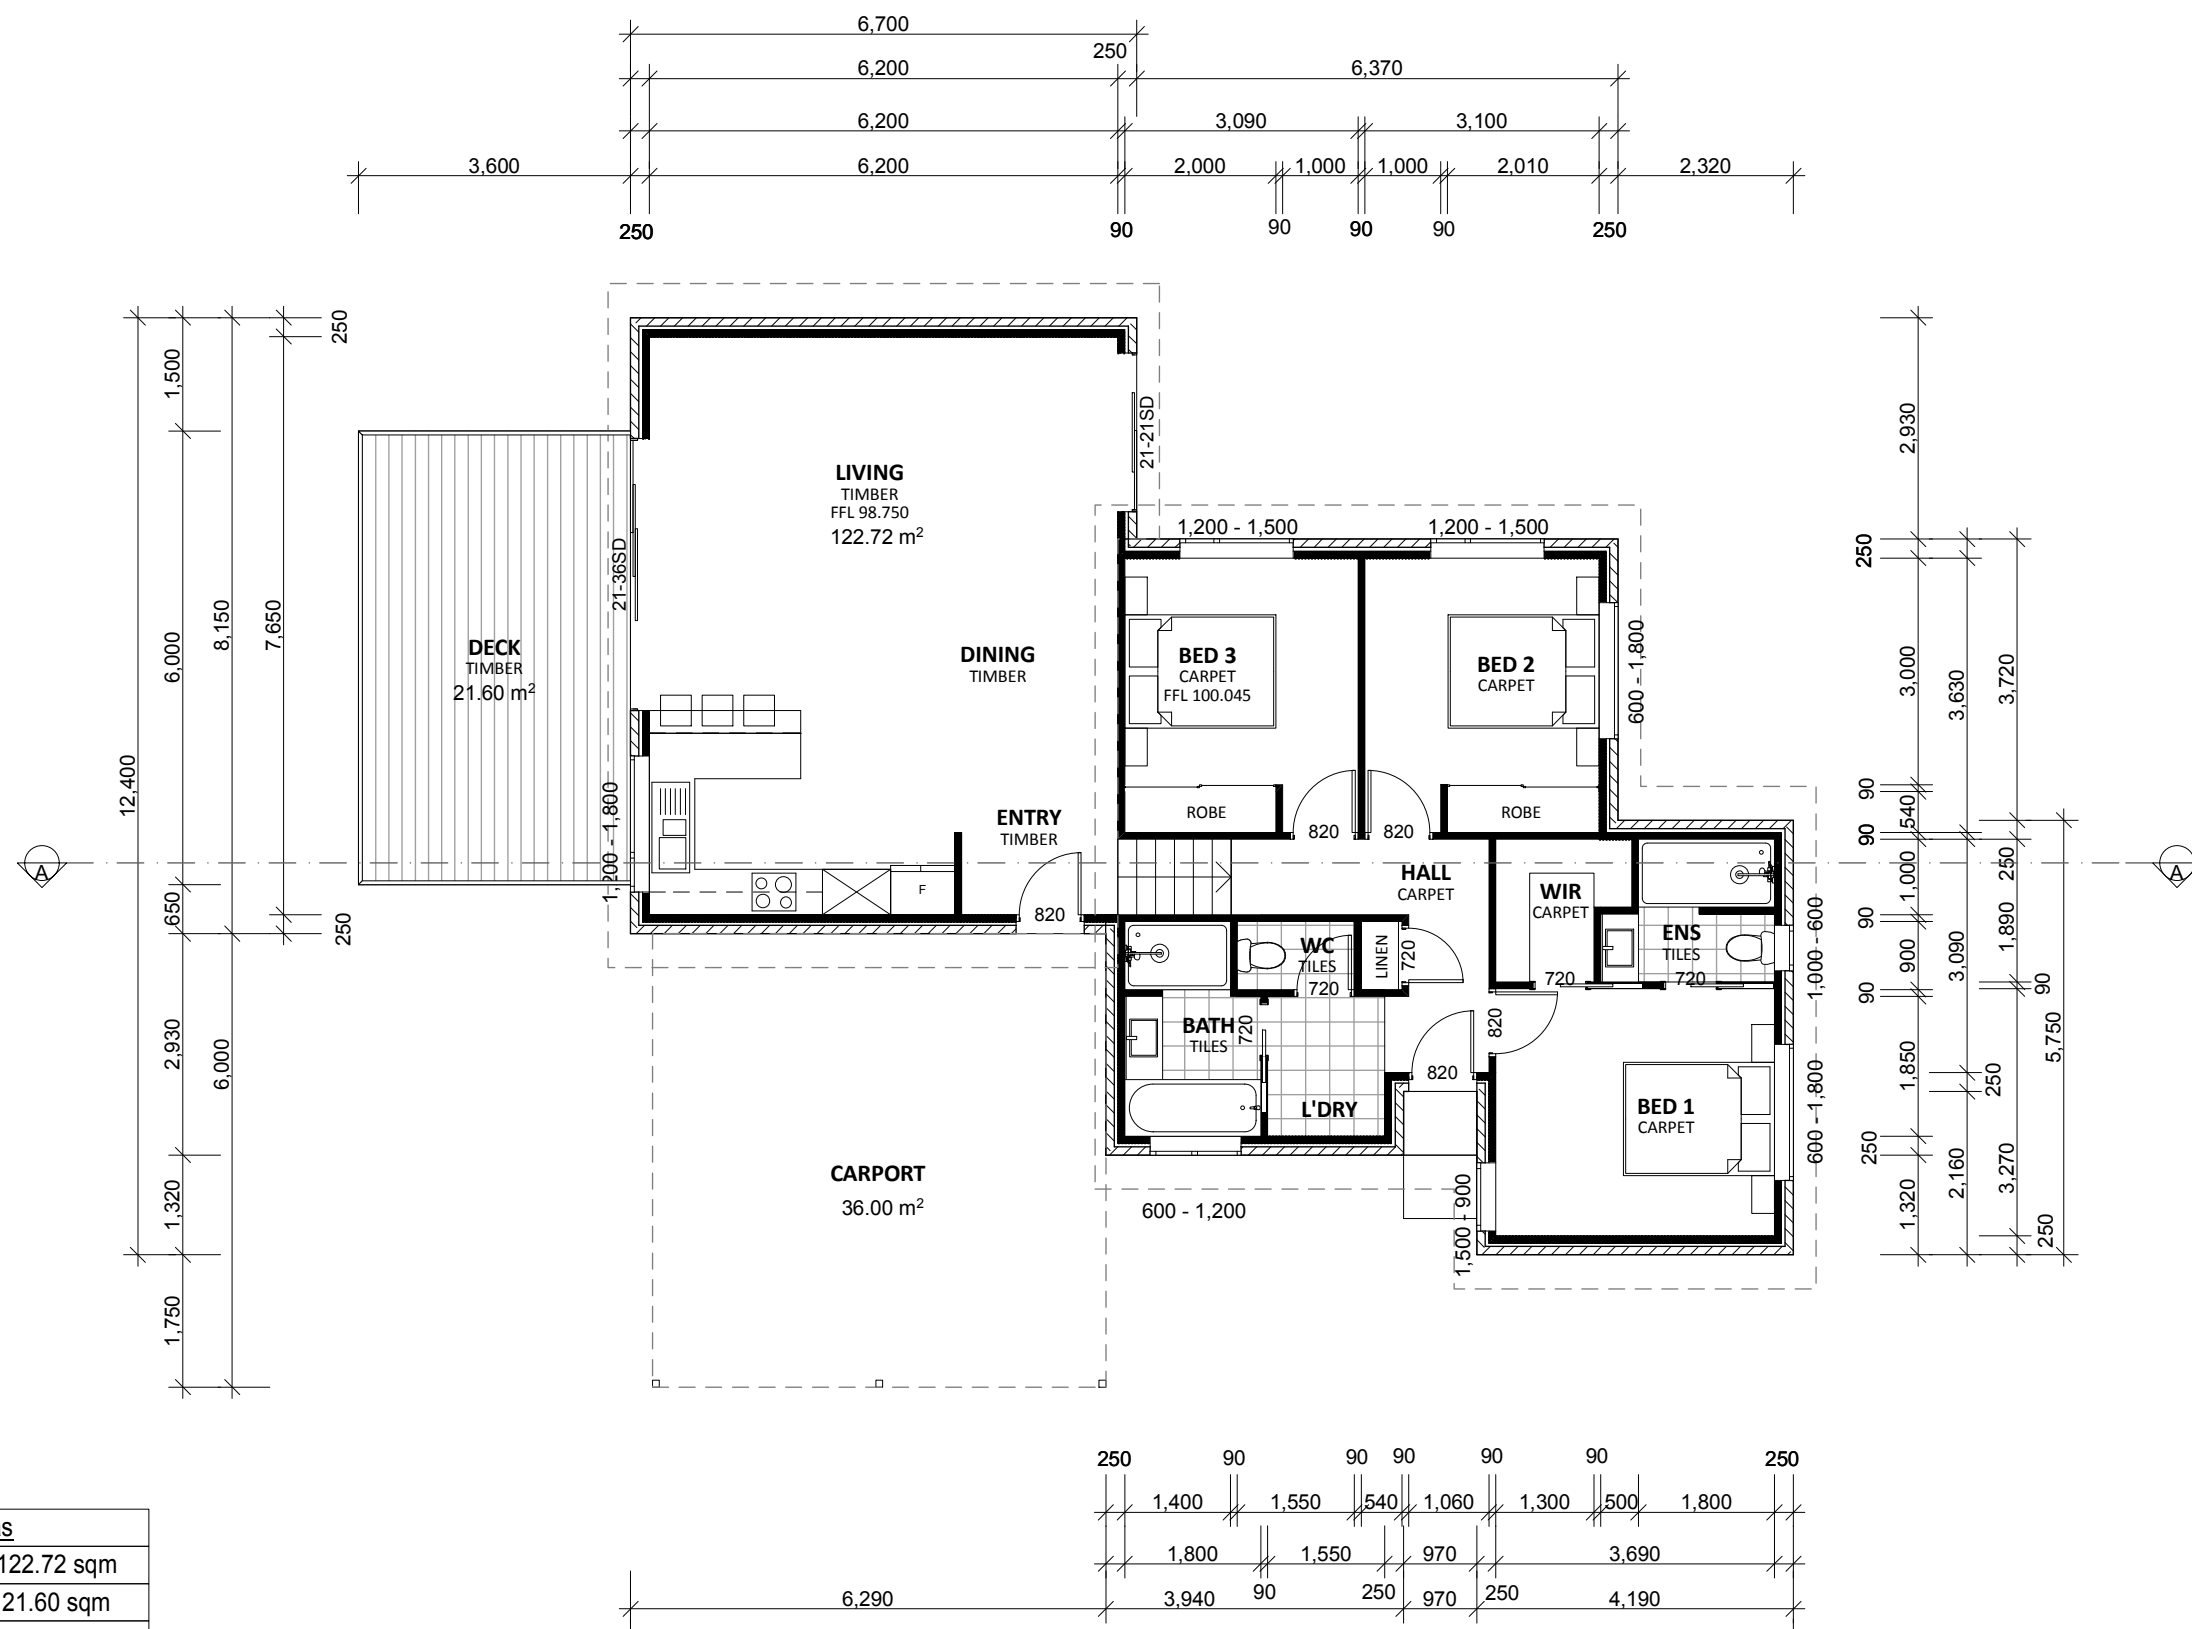 6,700
250
6,200
6,370
6,200
3,090
3,100
3,600
6,200
2,000
1,000
1,000
2,010
2,320
250
90
90
90
90
250
12,400
1,500
6,000
650
2,930
1,320
1,750
8,150
6,000
7,650
250
250
A
DECK
TIMBER
21.60 m²
21-36SD
1,200 - 1,800
LIVING
TIMBER
FFL 98.750
122.72 m²
21-21SD
DINING
TIMBER
ENTRY
TIMBER
820
F
1,200 - 1,500
1,200 - 1,500
BED 3
CARPET
FFL 100.045
BED 2
CARPET
600 - 1,800
ROBE
ROBE
820
820
HALL
CARPET
WIR
CARPET
ENS
TILES
720
720
1,000 - 600
WC
TILES
720
LINEN
720
BATH
TILES
720
L'DRY
820
820
BED 1
CARPET
600 - 1,800
1,500 - 900
600 - 1,200
CARPORT
36.00 m²
A
2,930
250
3,000
90
540
90
1,000
90
900
90
1,850
250
1,320
3,630
3,090
250
2,160
3,720
250
1,890
90
3,270
250
5,750
250
90
90
90
90
90
250
1,400
1,550
540
1,060
1,300
500
1,800
1,800
1,550
970
3,690
90
250
250
6,290
3,940
970
4,190
s
122.72 sqm
21.60 sqm